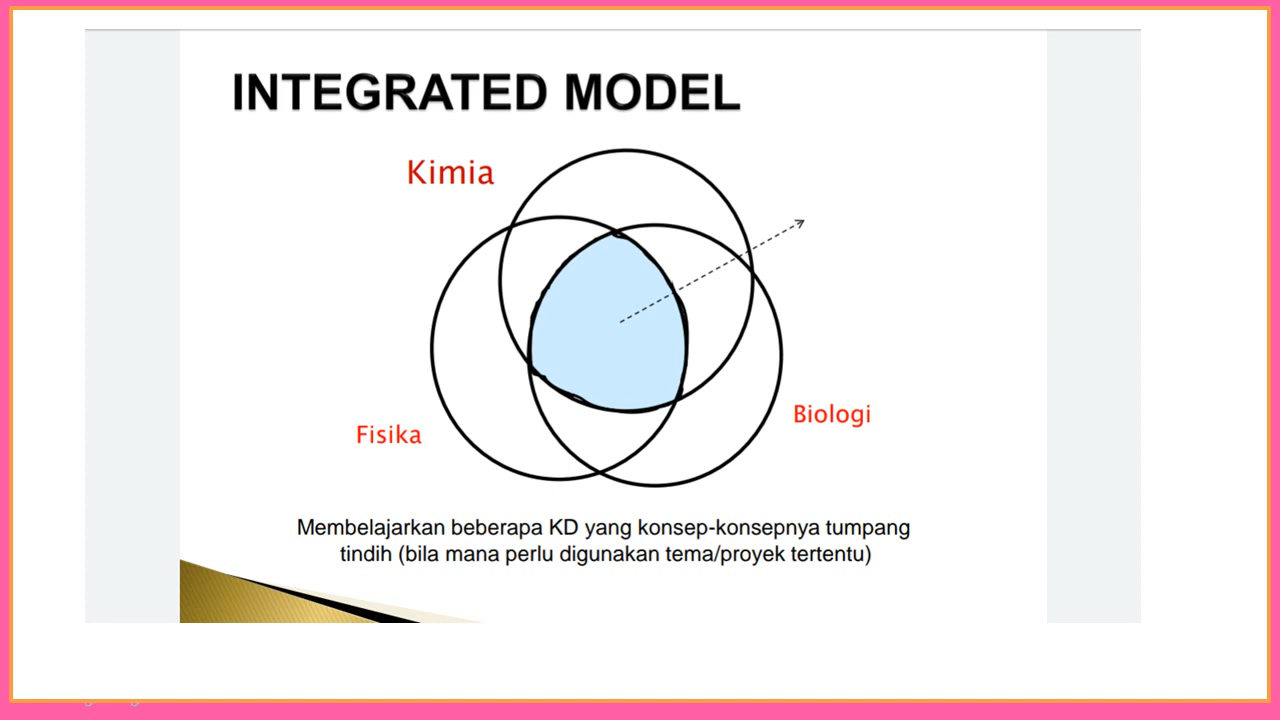 INTEGRATED MODEL
Kimia
Fisika
Biologi
Membelajarkan beberapa KD yang konsep-konsepnya tumpang
tindih (bila mana perlu digunakan tema/proyek tertentu)